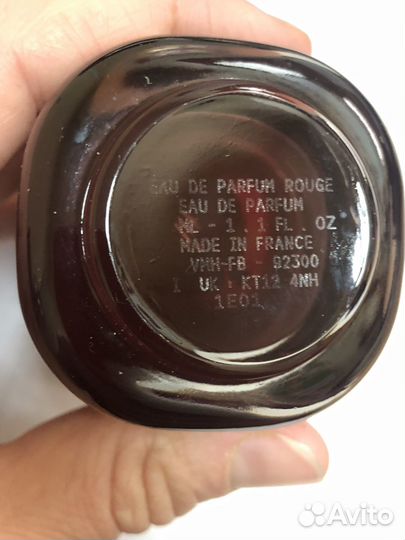 EAU DE PARFUM ROUGE
EAU DE PARFUM
ML - 1.1 FL. OZ
MADE IN FRANCE
VMH-FB - 92300
I UK: KT12 4NH
1E01
Avito